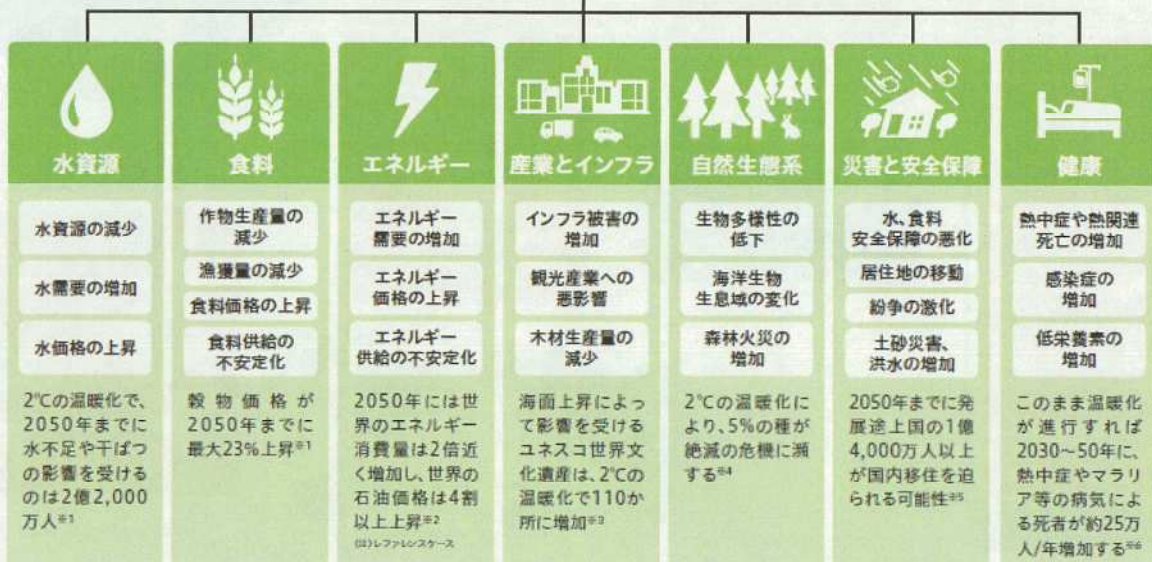 水資源
水資源の減少
水需要の増加
水価格の上昇
2℃の温暖化で、
2050年までに
水不足や干ばつ
の影響を受ける
のは2億2,000
万人※1
食料
作物生産量の
減少
漁獲量の減少
食料価格の上昇
食料供給の
不安定化
穀物価格が
2050年までに
最大23%上昇※1
エネルギー
エネルギー
需要の増加
エネルギー
価格の上昇
エネルギー
供給の不安定化
2050年には世
界のエネルギー
消費量は2倍近
く増加し、世界の
石油価格は4割
以上上昇※2
(注)レファレンスケース
産業とインフラ
インフラ被害の
増加
観光産業への
悪影響
木材生産量の
減少
海面上昇によっ
て影響を受ける
ユネスコ世界文
化遺産は、2℃の
温暖化で110か
所に増加※3
自然生態系
生物多様性の
低下
海洋生物
生息域の変化
森林火災の
増加
2℃の温暖化に
より、5%の種が
絶滅の危機に瀕
する※4
災害と安全保障
水、食料
安全保障の悪化
居住地の移動
紛争の激化
土砂災害、
洪水の増加
2050年までに発
展途上国の1億
4,000万人以上
が国内移住を迫
られる可能性※5
健康
熱中症や熱関連
死亡の増加
感染症の
増加
低栄養素の
増加
このまま温暖化
が進行すれば
2030〜50年に、
熱中症やマラリ
ア等の病気によ
る死者が約25万
人/年増加する※6